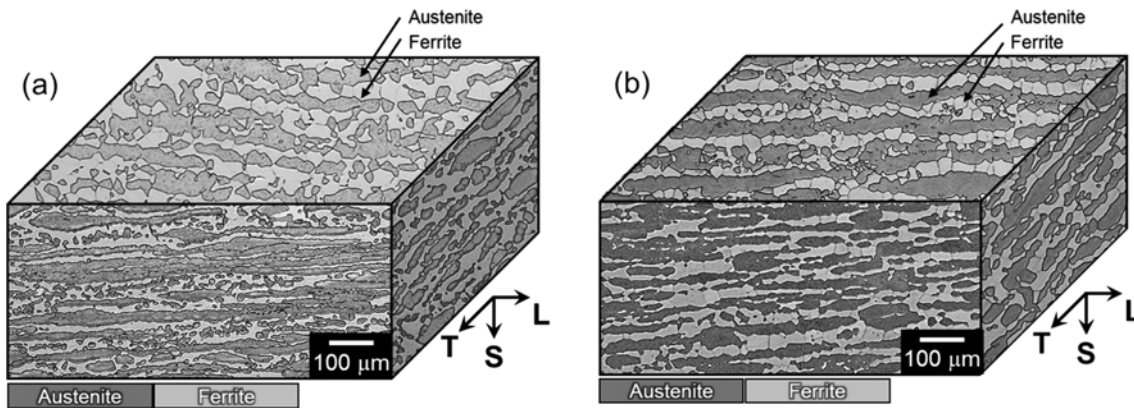 Austenite
Ferrite
(a)
T
S
L
100 μm
Austenite
Ferrite
Austenite
Ferrite
(b)
T
S
L
100 μm
Austenite
Ferrite